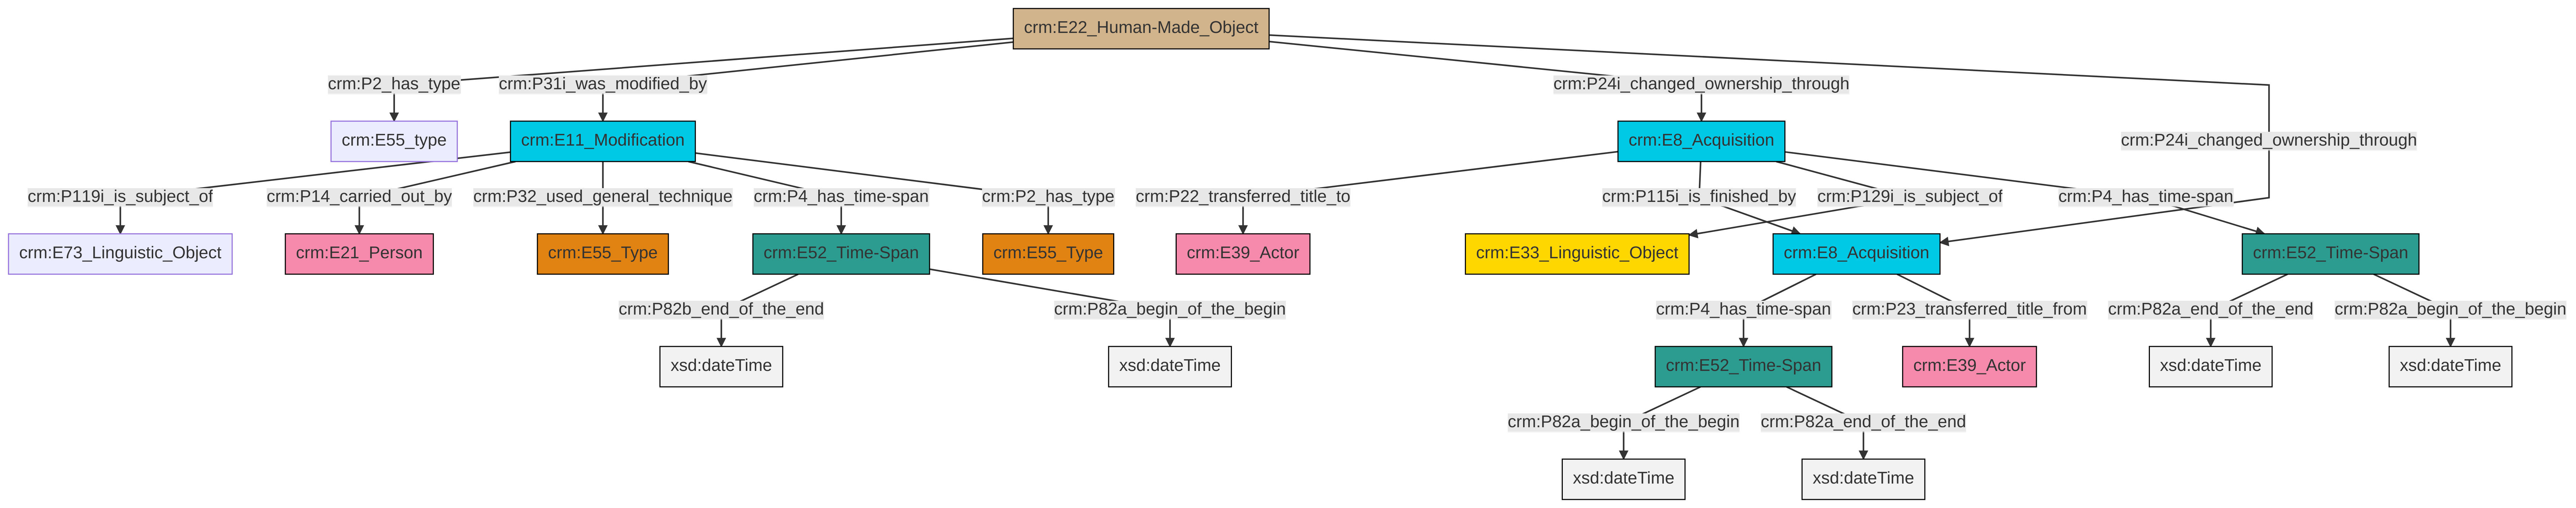 crm:E22_Human-Made_Object
crm:P2_has_type
crm:P31i_was_modified_by
crm:P24i_changed_ownership_through
crm:P24i_changed_ownership_through
crm:E55_type
crm:E11_Modification
crm:E8_Acquisition
crm:P119i_is_subject_of
crm:P14_carried_out_by
crm:P32_used_general_technique
crm:P4_has_time-span
crm:P2_has_type
crm:P22_transferred_title_to
crm:P115i_is_finished_by
crm:P129i_is_subject_of
crm:P4_has_time-span
crm:E73_Linguistic_Object
crm:E21_Person
crm:E55_Type
crm:E52_Time-Span
crm:E55_Type
crm:E39_Actor
crm:E33_Linguistic_Object
crm:E8_Acquisition
crm:E52_Time-Span
crm:P82b_end_of_the_end
crm:P82a_begin_of_the_begin
crm:P4_has_time-span
crm:P23_transferred_title_from
crm:P82a_end_of_the_end
crm:P82a_begin_of_the_begin
xsd:dateTime
xsd:dateTime
crm:E52_Time-Span
crm:E39_Actor
xsd:dateTime
xsd:dateTime
crm:P82a_begin_of_the_begin
crm:P82a_end_of_the_end
xsd:dateTime
xsd:dateTime